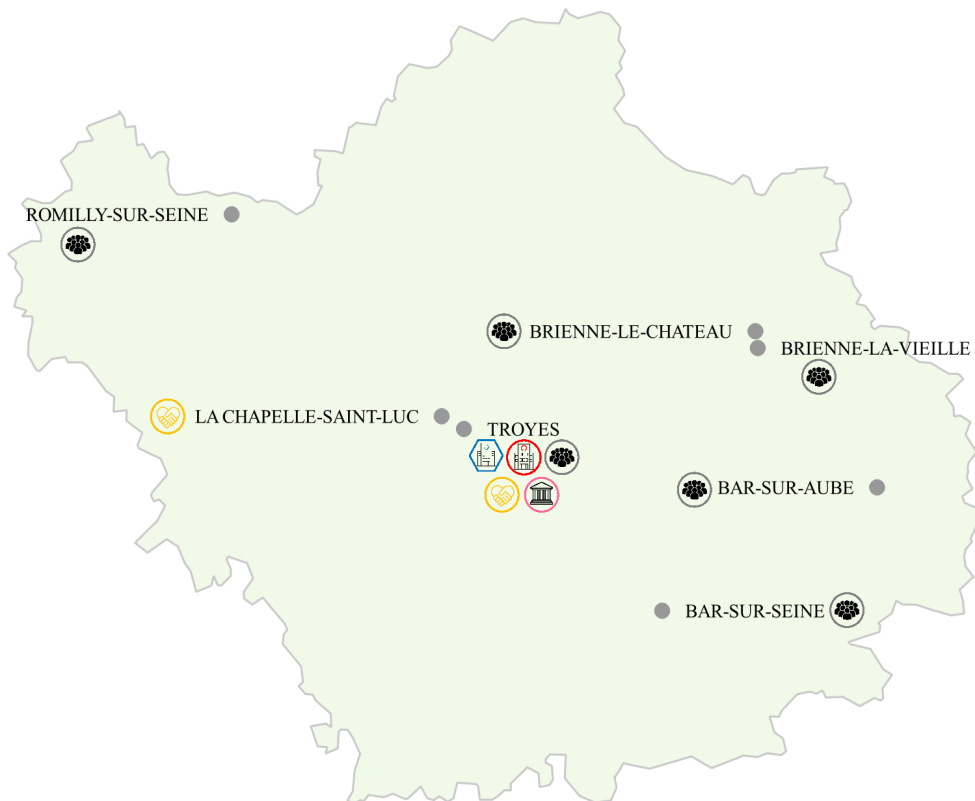 ROMILLY-SUR-SEINE
BRIENNE-LE-CHATEAU
BRIENNE-LA-VIEILLE
LA CHAPELLE-SAINT-LUC
TROYES
BAR-SUR-AUBE
BAR-SUR-SEINE